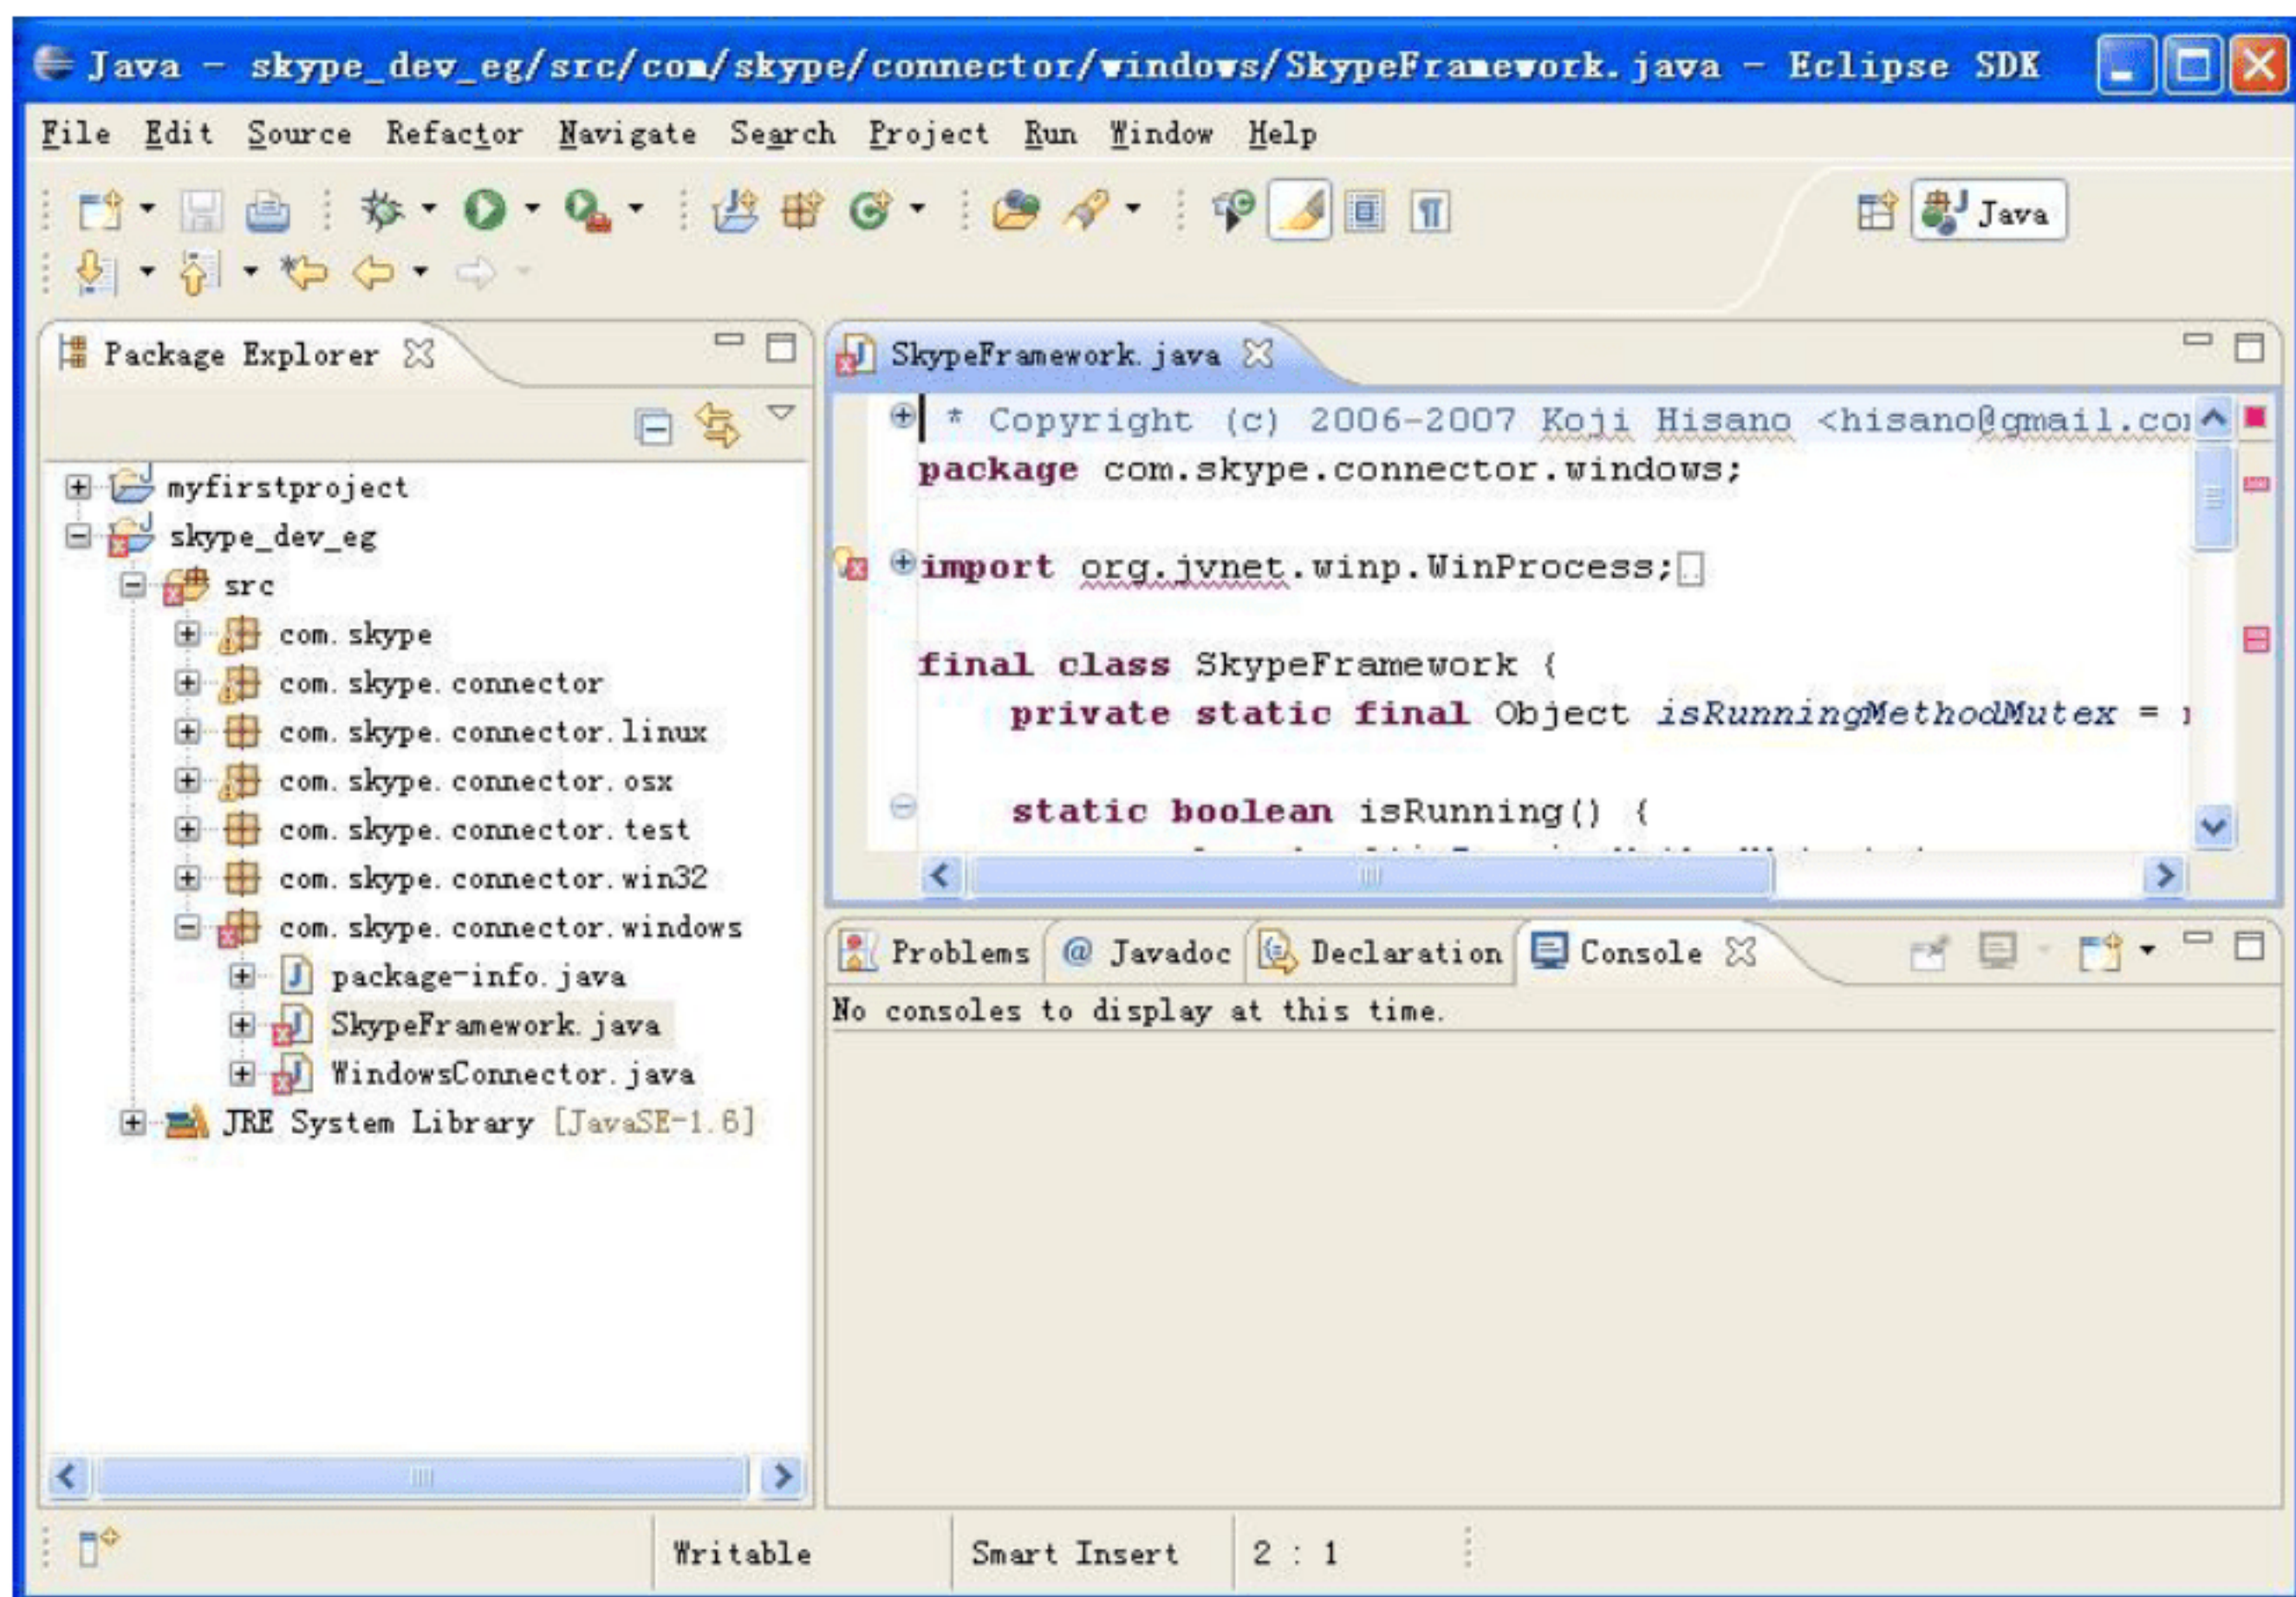 Java - skype_dev_eg/src/com/skype/connector/windows/SkypeFramework.java - Eclipse SDK
File Edit Source Refactor Navigate Search Project Run Window Help
Java
Package Explorer
myfirstproject
skype_dev_eg
src
com.skype
com.skype.connector
com.skype.connector.linux
com.skype.connector.osx
com.skype.connector.test
com.skype.connector.win32
com.skype.connector.windows
package-info.java
SkypeFramework.java
WindowsConnector.java
JRE System Library [JavaSE-1.6]
SkypeFramework.java
* Copyright (c) 2006-2007 Koji Hisano <hisano@gmail.co
package com.skype.connector.windows;
import org.jvnet.winp.WinProcess;
final class SkypeFramework {
private static final Object isRunningMethodMutex =
static boolean isRunning() {
Problems @ Javadoc Declaration Console
No consoles to display at this time.
Writable Smart Insert 2 : 1